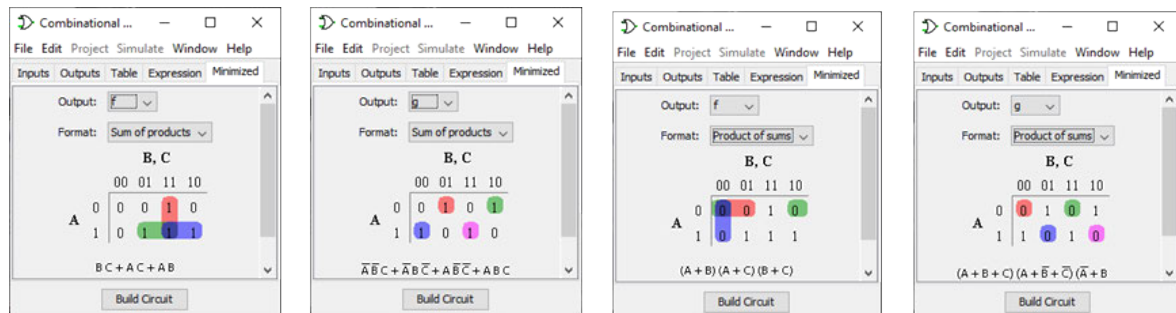 Combinational ...
File Edit Project Simulate Window Help
Inputs Outputs Table Expression Minimized
Output: f
Format: Sum of products
B, C
00 01 11 10
A
0 0 0 1 0
1 0 1 1 1
B C + A C + A B
Build Circuit
Combinational ...
File Edit Project Simulate Window Help
Inputs Outputs Table Expression Minimized
Output: g
Format: Sum of products
B, C
00 01 11 10
A
0 0 1 0 1
1 1 0 1 0
A̅ B̅ C + A̅ B C̅ + A B̅ C̅ + A B C
Build Circuit
Combinational ...
File Edit Project Simulate Window Help
Inputs Outputs Table Expression Minimized
Output: f
Format: Product of sums
B, C
00 01 11 10
A
0 0 0 1 0
1 0 1 1 1
(A + B) (A + C) (B + C)
Build Circuit
Combinational ...
File Edit Project Simulate Window Help
Inputs Outputs Table Expression Minimized
Output: g
Format: Product of sums
B, C
00 01 11 10
A
0 0 1 0 1
1 1 0 1 0
(A + B + C) (A + B̅ + C̅) (A̅ + B
Build Circuit